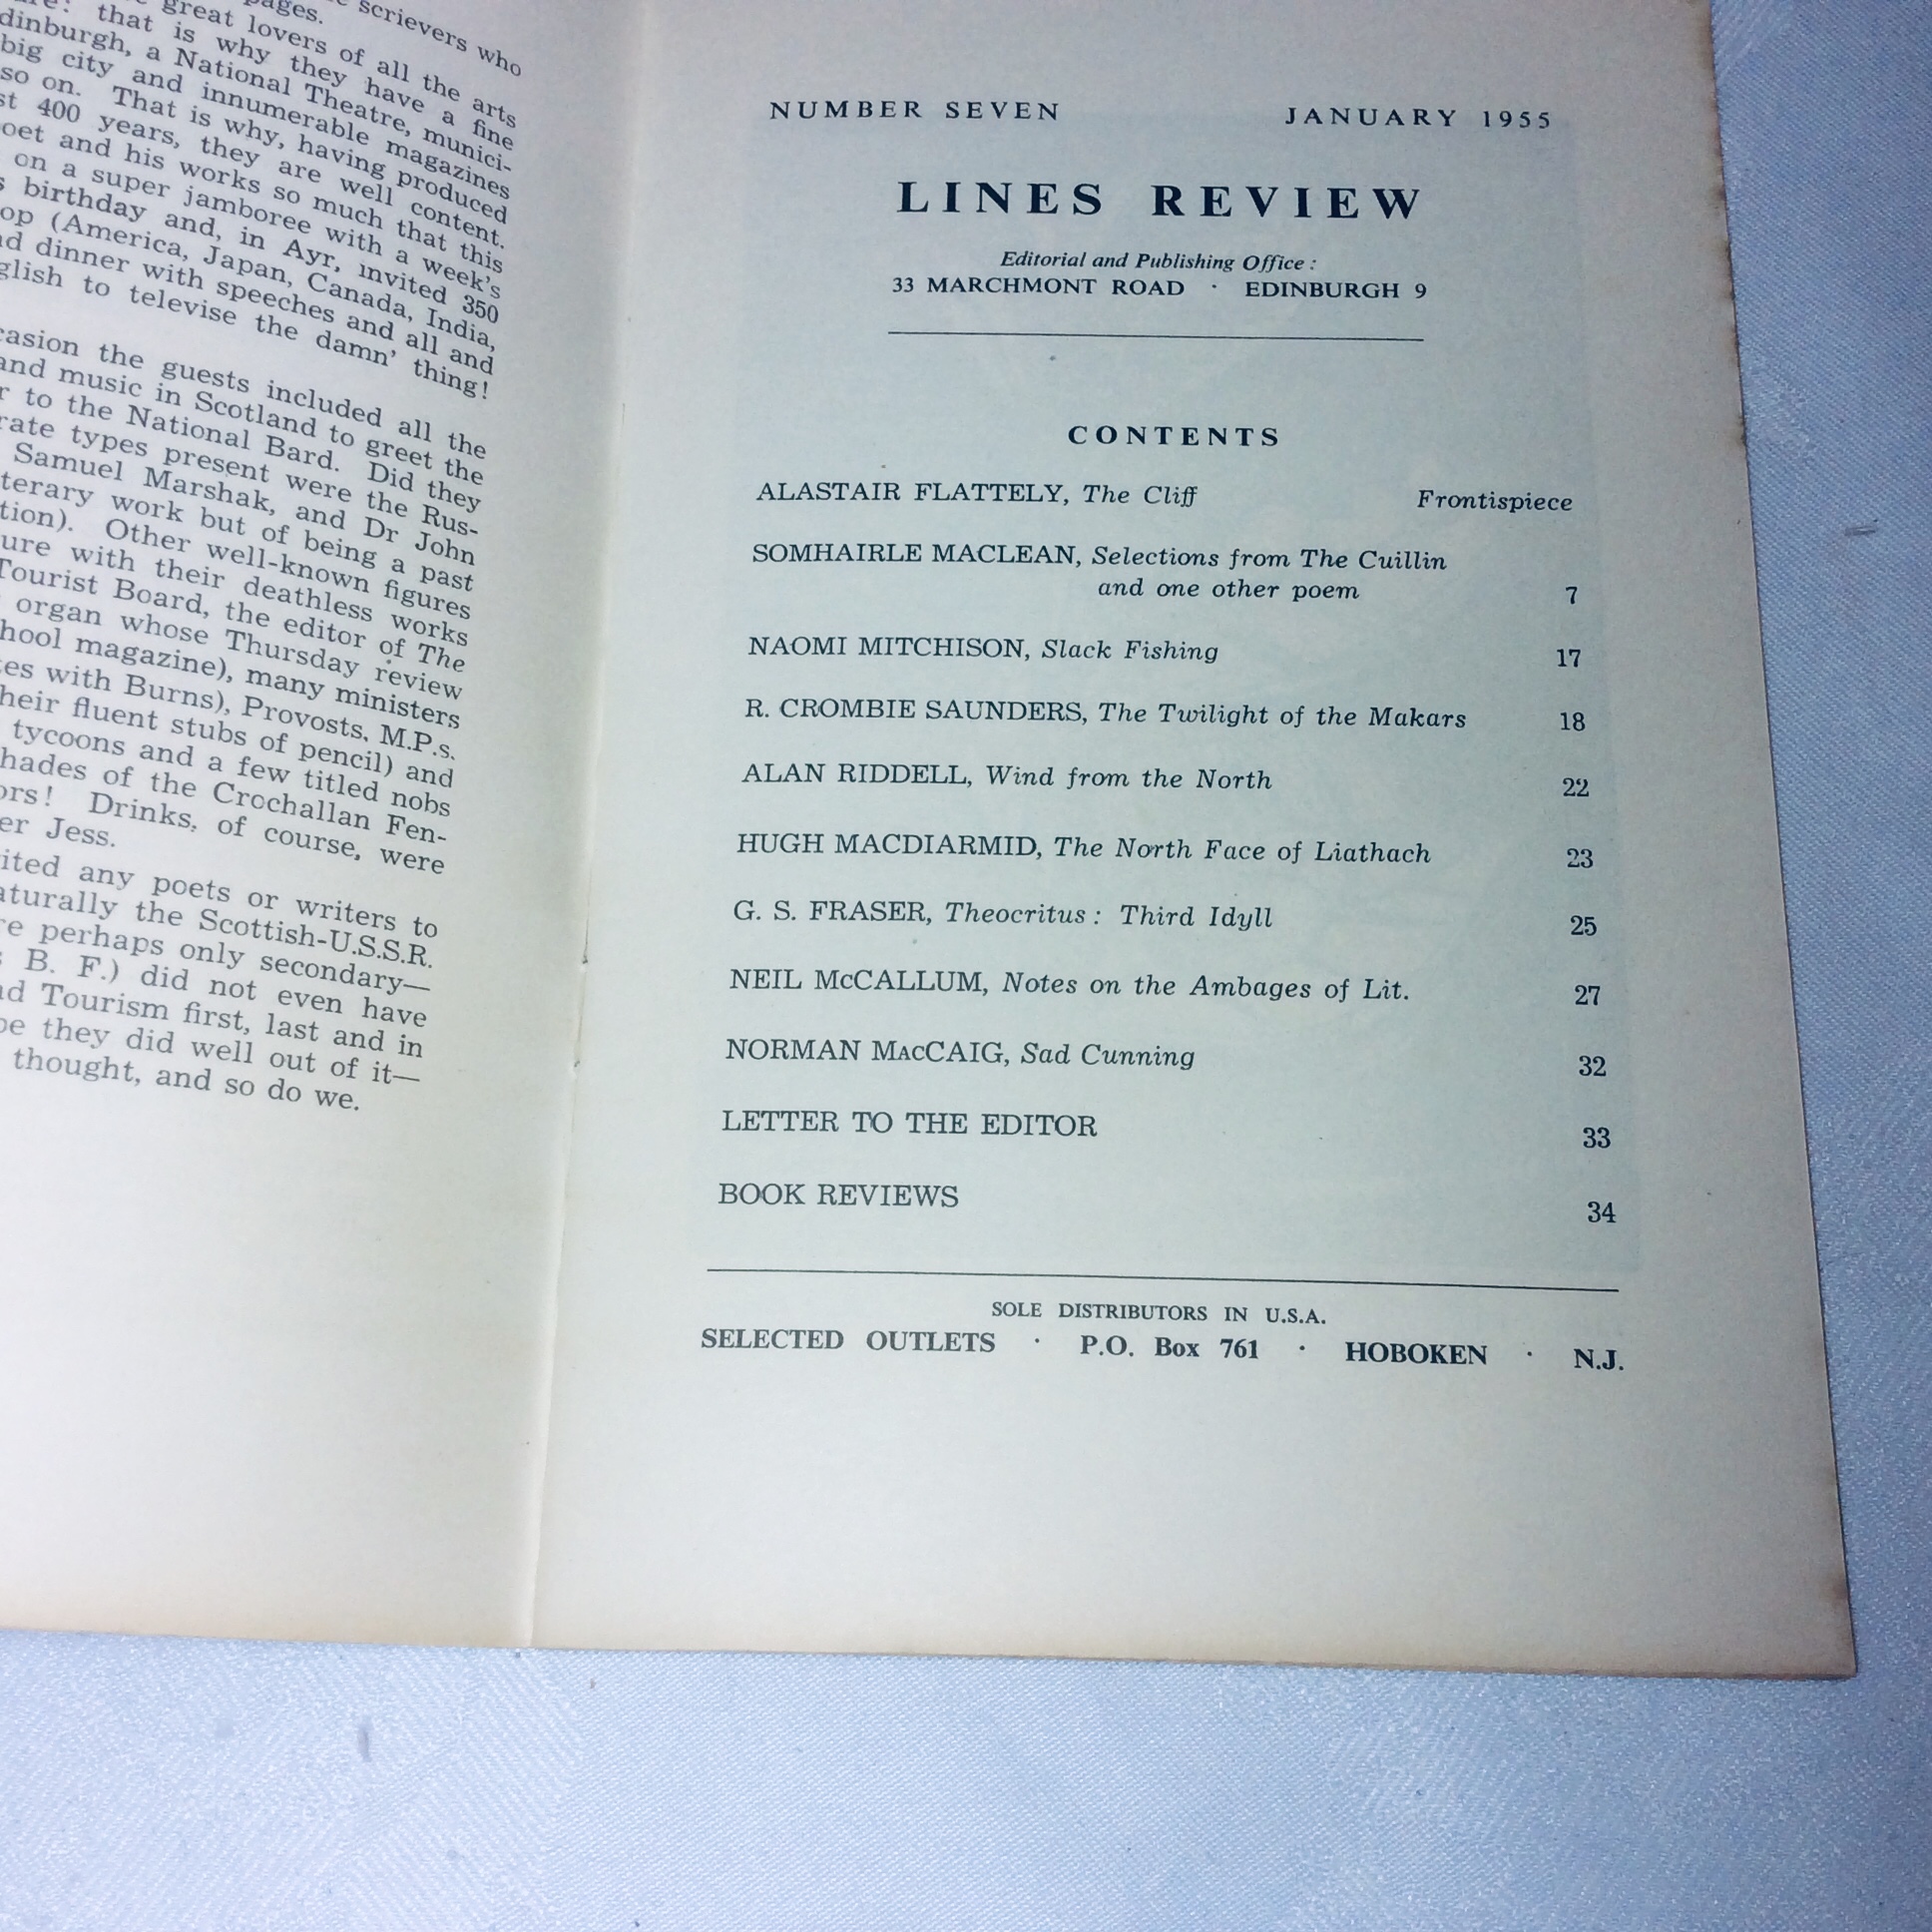 scrievers who
pages.
great lovers of all the arts
that is why they have a fine
dinburgh, a National Theatre, munici-
big city and innumerable magazines
so on. That is why, having produced
st 400 years, they are well content.
oet and his works so much that this
on a super jamboree with a week's
s birthday and, in Ayr, invited 350
op (America, Japan, Canada, India,
nd dinner with speeches and all and
glish to televise the damn' thing!
casion the guests included all the
and music in Scotland to greet the
r to the National Bard. Did they
rate types present were the Rus-
Samuel Marshak, and Dr John
terary work but of being a past
tion). Other well-known figures
ure with their deathless works
Tourist Board, the editor of The
organ whose Thursday review
hool magazine), many ministers
tes with Burns), Provosts, M.P.s.
heir fluent stubs of pencil) and
tycoons and a few titled nobs
hades of the Crochallan Fen-
ors! Drinks, of course, were
er Jess.
ited any poets or writers to
aturally the Scottish-U.S.S.R.
re perhaps only secondary—
s B. F.) did not even have
nd Tourism first, last and in
pe they did well out of it—
thought, and so do we.
NUMBER SEVEN JANUARY 1955
LINES REVIEW
Editorial and Publishing Office :
33 MARCHMONT ROAD · EDINBURGH 9
CONTENTS
ALASTAIR FLATTELY, The Cliff Frontispiece
SOMHAIRLE MACLEAN, Selections from The Cuillin
and one other poem 7
NAOMI MITCHISON, Slack Fishing 17
R. CROMBIE SAUNDERS, The Twilight of the Makars 18
ALAN RIDDELL, Wind from the North 22
HUGH MACDIARMID, The North Face of Liathach 23
G. S. FRASER, Theocritus : Third Idyll 25
NEIL McCALLUM, Notes on the Ambages of Lit. 27
NORMAN MacCAIG, Sad Cunning 32
LETTER TO THE EDITOR 33
BOOK REVIEWS 34
SOLE DISTRIBUTORS IN U.S.A.
SELECTED OUTLETS · P.O. Box 761 · HOBOKEN · N.J.